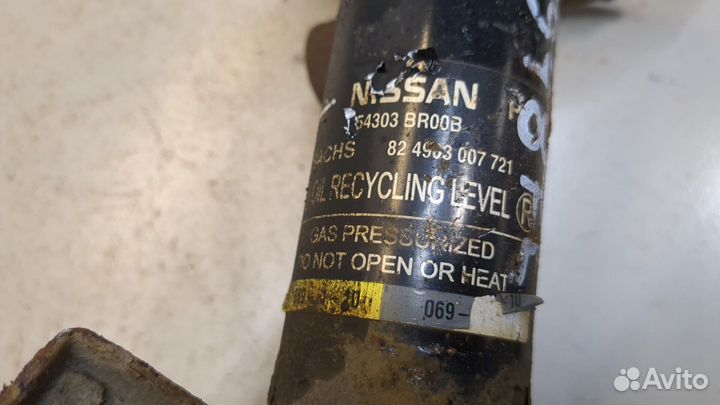 NISSAN
54303 BR00B
SACHS 82 4903 007 721
OIL RECYCLING LEVEL R
GAS PRESSURIZED
DO NOT OPEN OR HEAT
069-
Avito